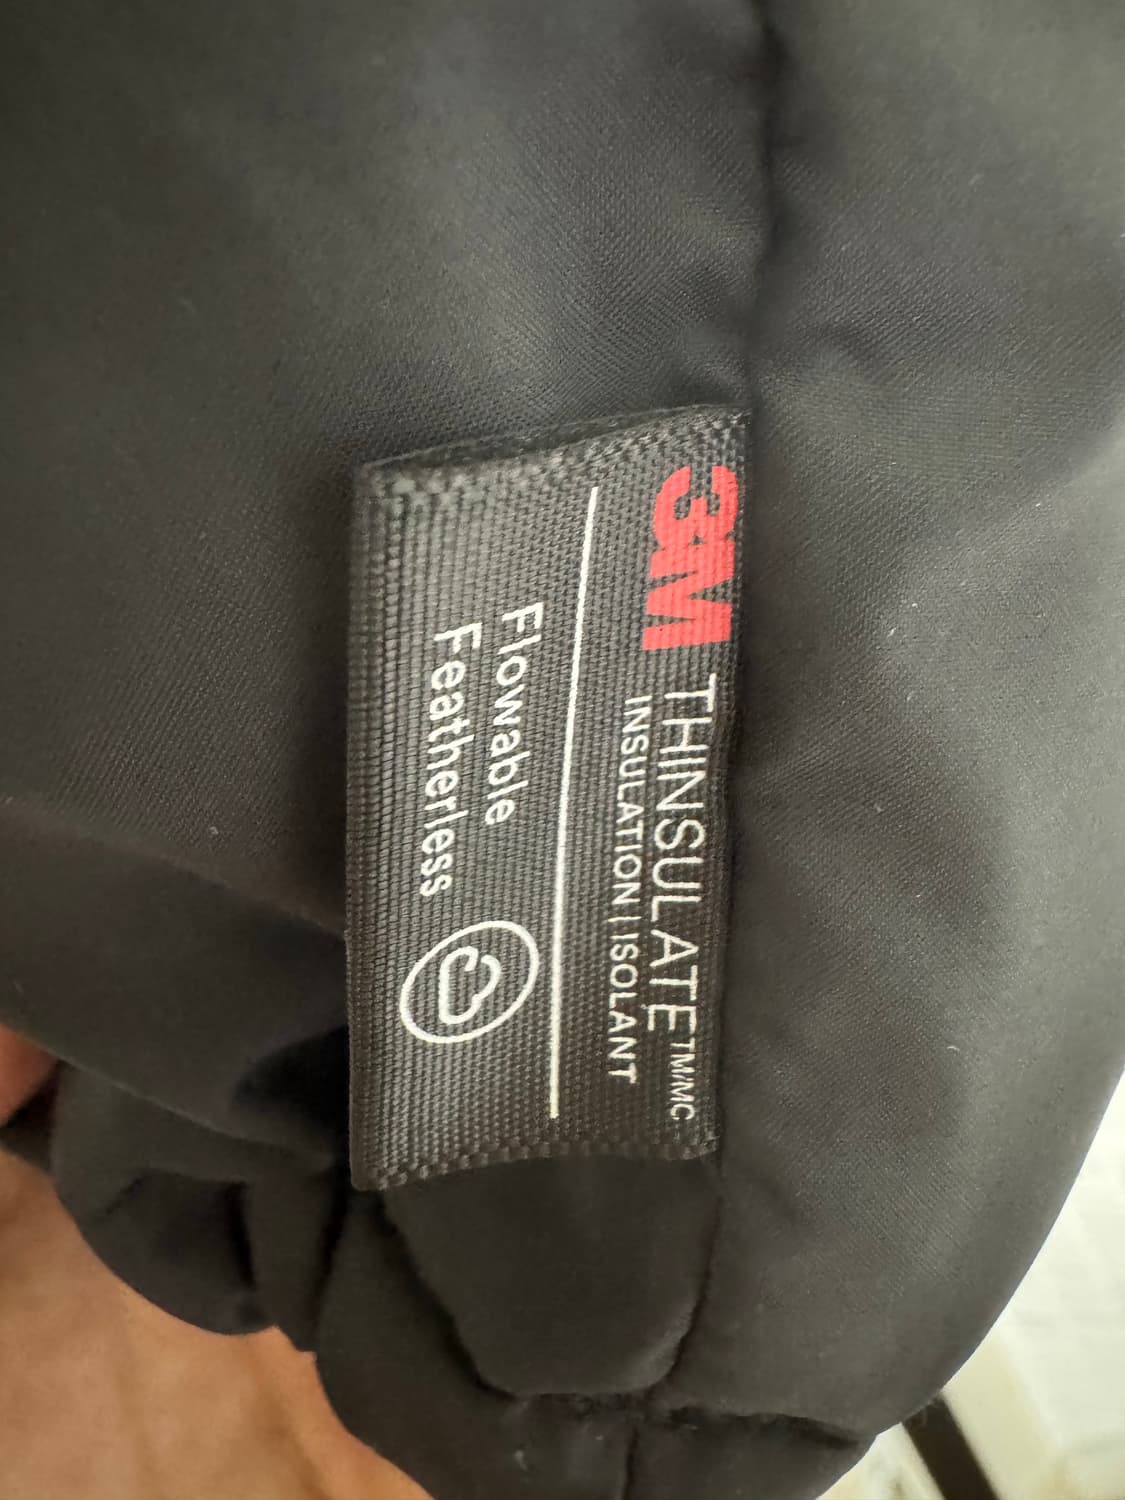 3M THINSULATE™/MC
INSULATION | ISOLANT
Flowable
Featherless